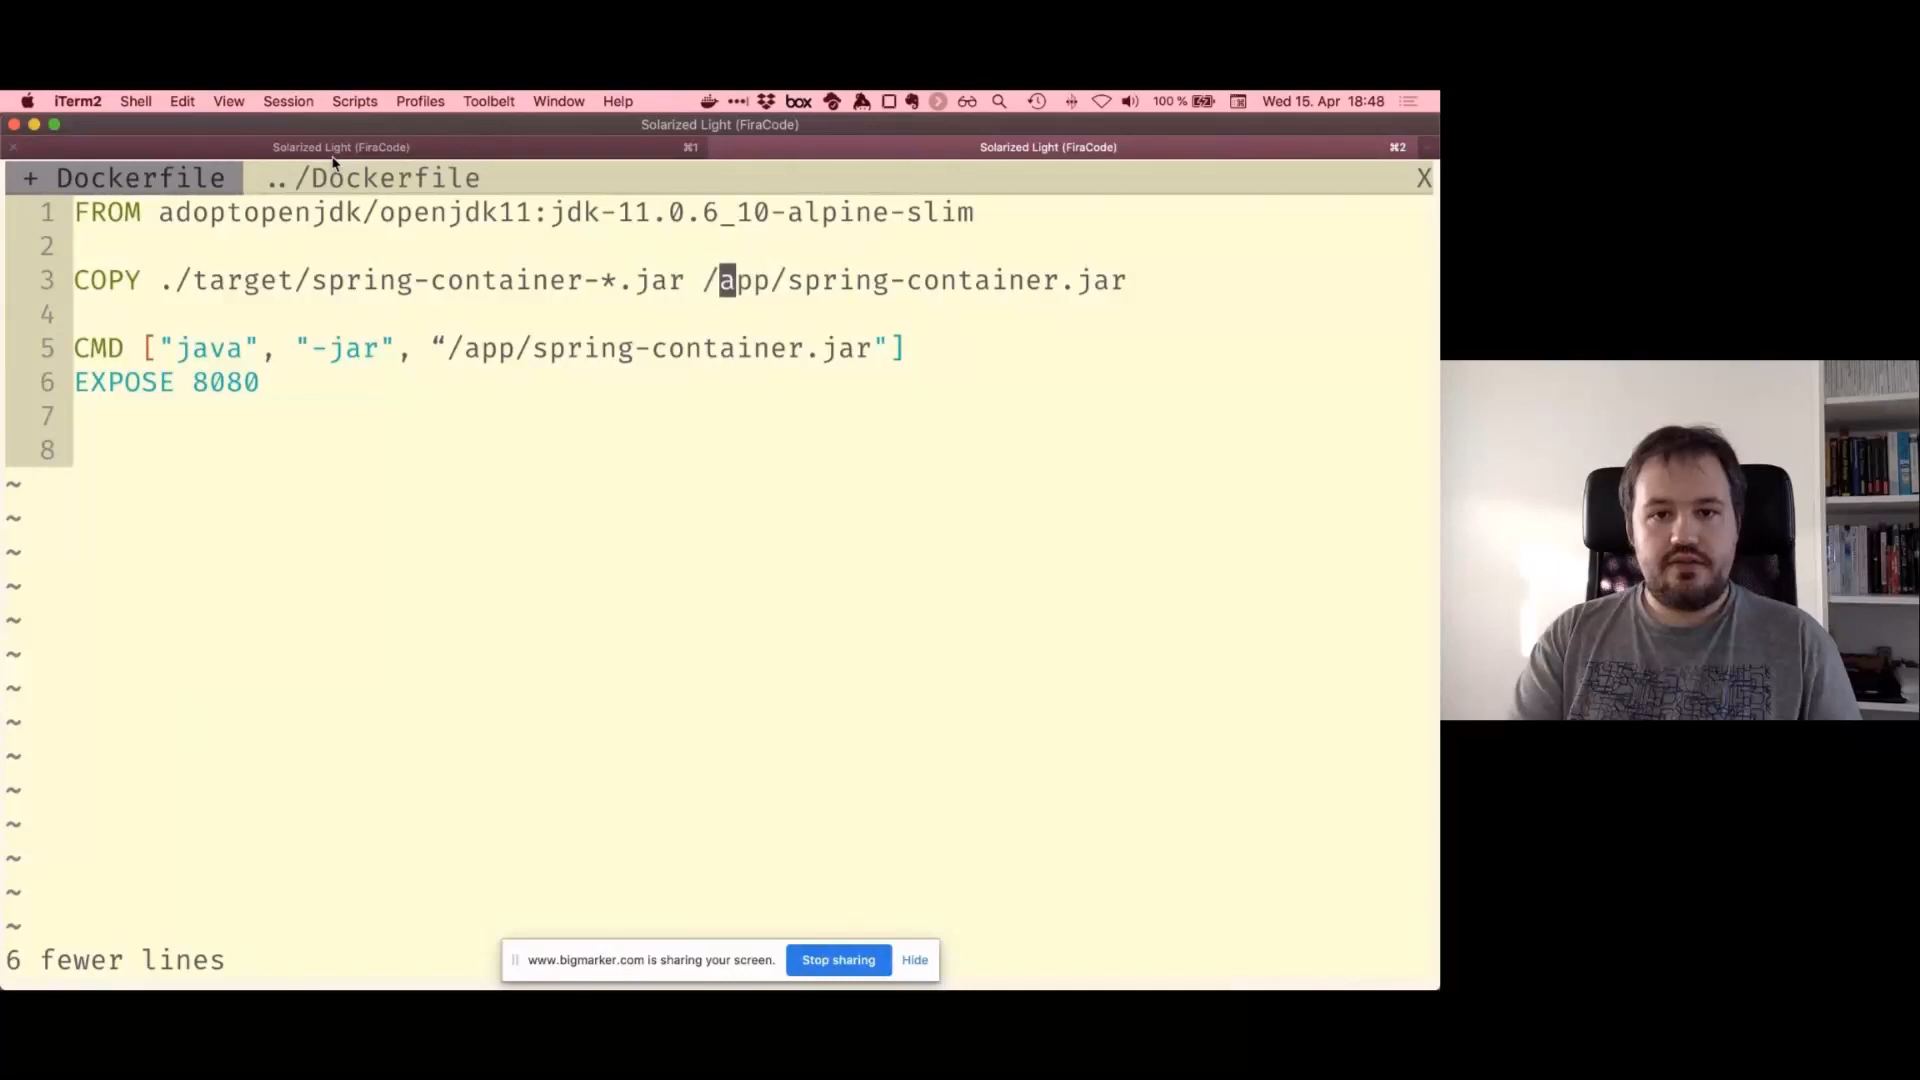 iTerm2 Shell Edit View Session Scripts Profiles Toolbelt Window Help box 100 % Wed 15. Apr 18:48
Solarized Light (FiraCode)
Solarized Light (FiraCode) ⌘1 Solarized Light (FiraCode) ⌘2
+ Dockerfile ../Dockerfile X
1 FROM adoptopenjdk/openjdk11:jdk-11.0.6_10-alpine-slim
2
3 COPY ./target/spring-container-*.jar /app/spring-container.jar
4
5 CMD ["java", "-jar", “/app/spring-container.jar"]
6 EXPOSE 8080
7
8
~
~
~
~
~
~
~
~
~
~
~
~
~
~
6 fewer lines
www.bigmarker.com is sharing your screen. Stop sharing Hide